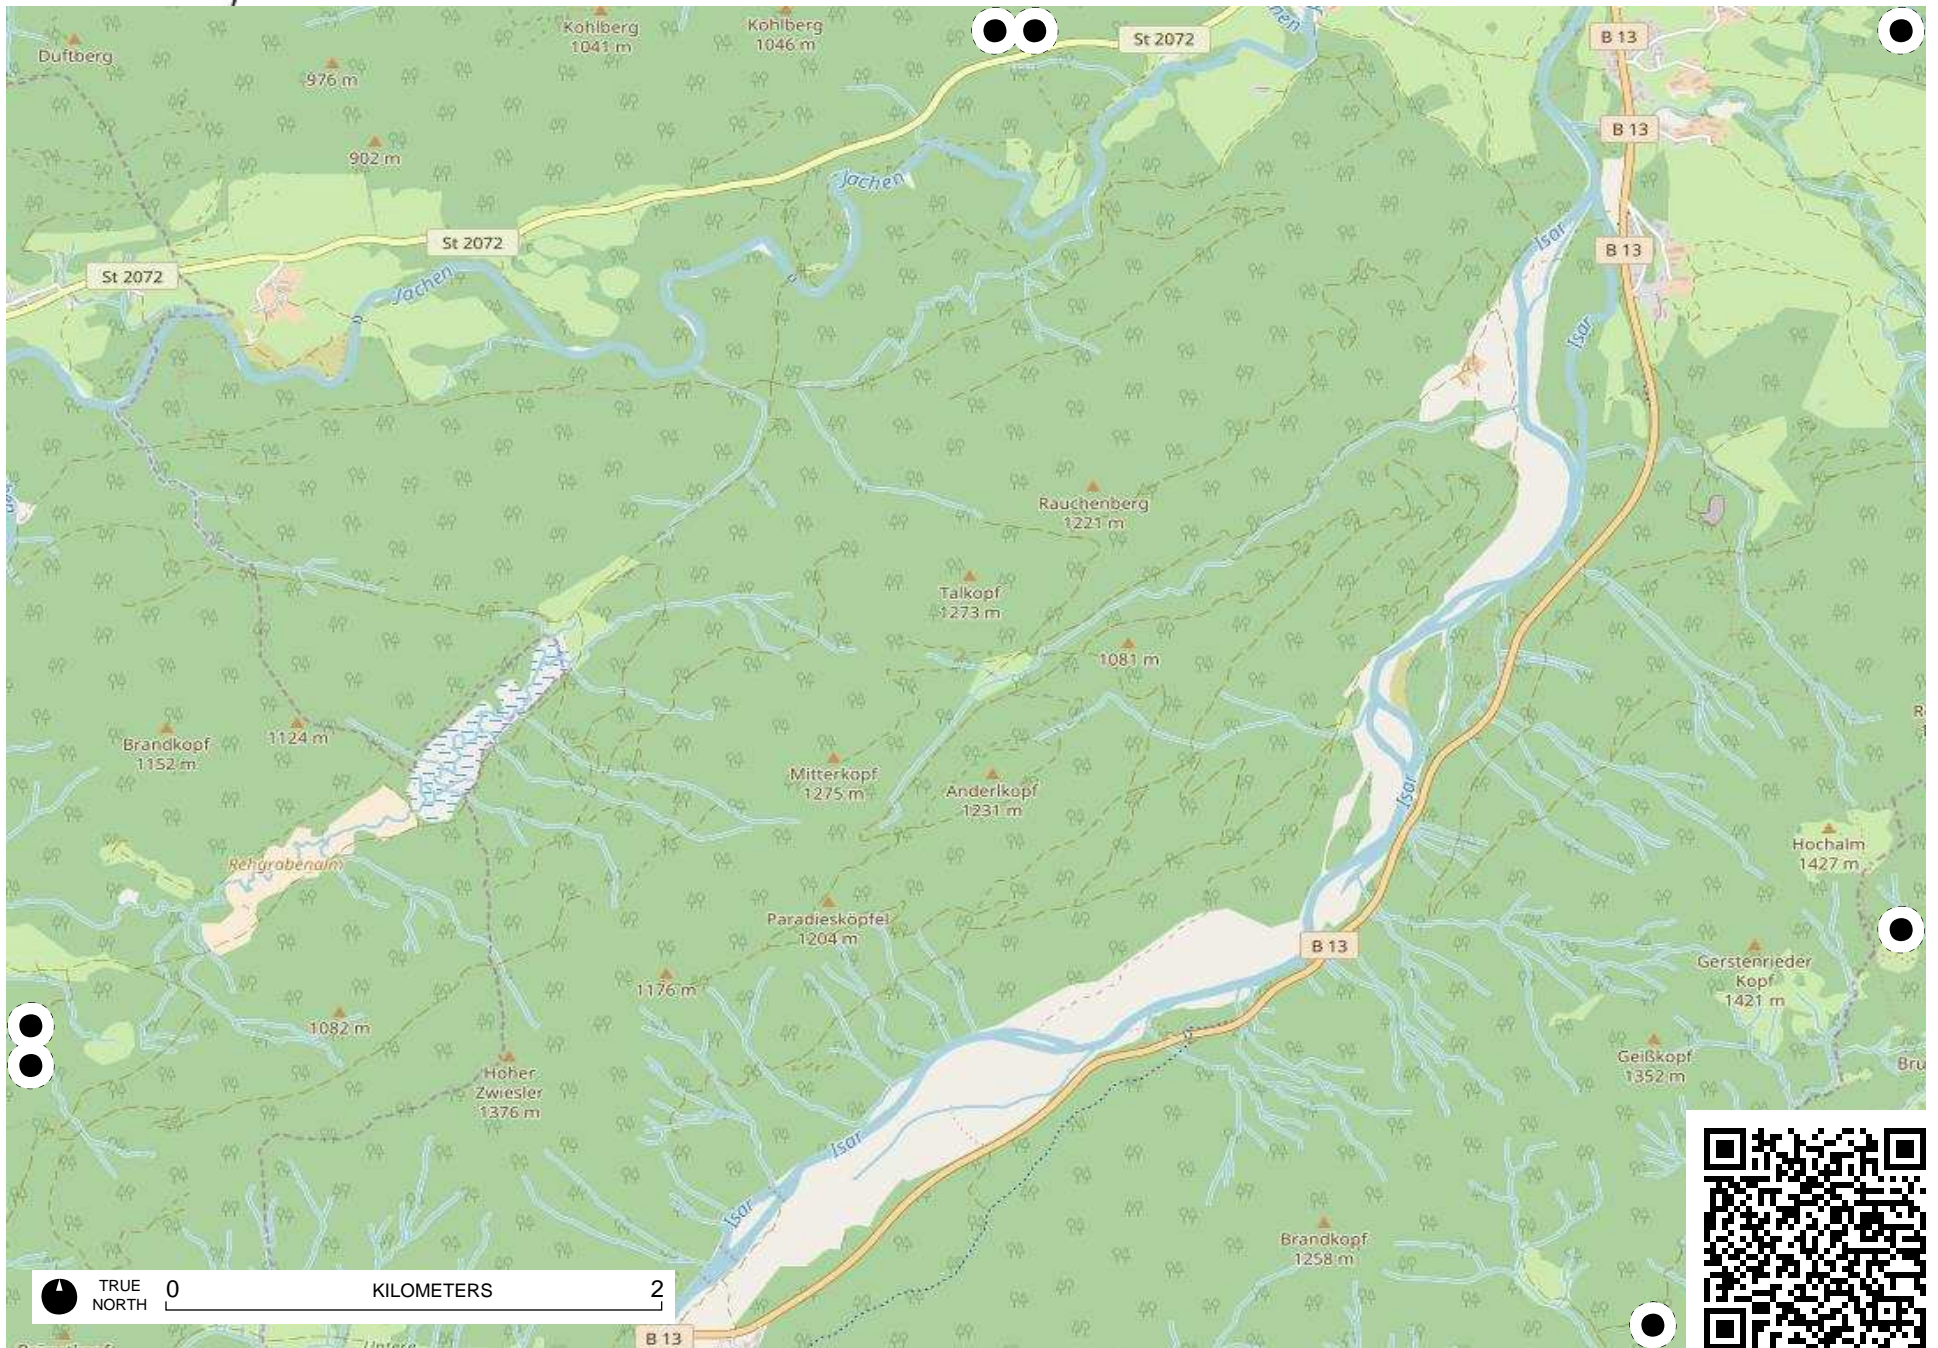 Duftberg
Kohlberg
1041 m
Kohlberg
1046 m
St 2072
B 13
976 m
902 m
B 13
Jachen
St 2072
St 2072
Jachen
Isar
B 13
Isar
Rauchenberg
1221 m
Talkopf
1273 m
1081 m
Brandkopf
1152 m
1124 m
Mitterkopf
1275 m
Anderlkopf
1231 m
Isar
Rehgrabenalm
Hochalm
1427 m
Paradiesköpfel
1204 m
B 13
Gerstenrieder
Kopf
1421 m
1176 m
1082 m
Hoher
Zwiesler
1376 m
Geißkopf
1352 m
Isar
Isar
Brandkopf
1258 m
TRUE
NORTH
0 KILOMETERS 2
B 13